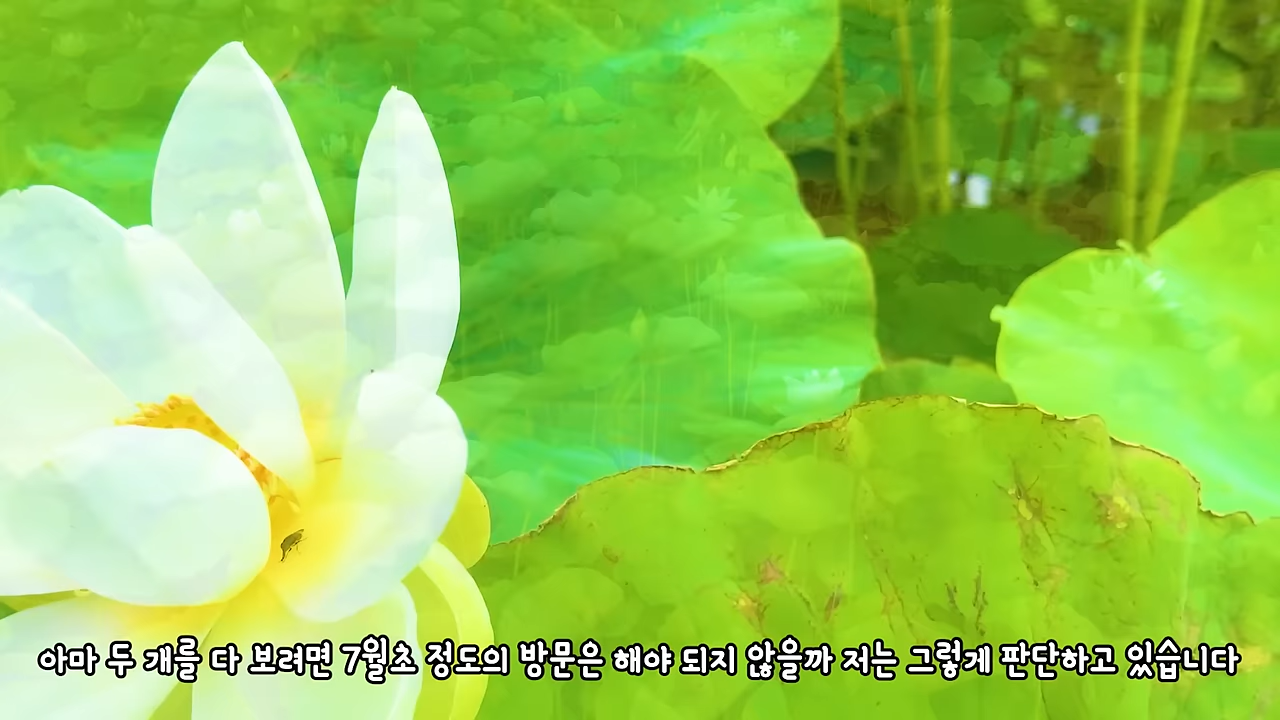 아마 두 개를 다 보려면 7월초 정도의 방문은 해야 되지 않을까 저는 그렇게 판단하고 있습니다